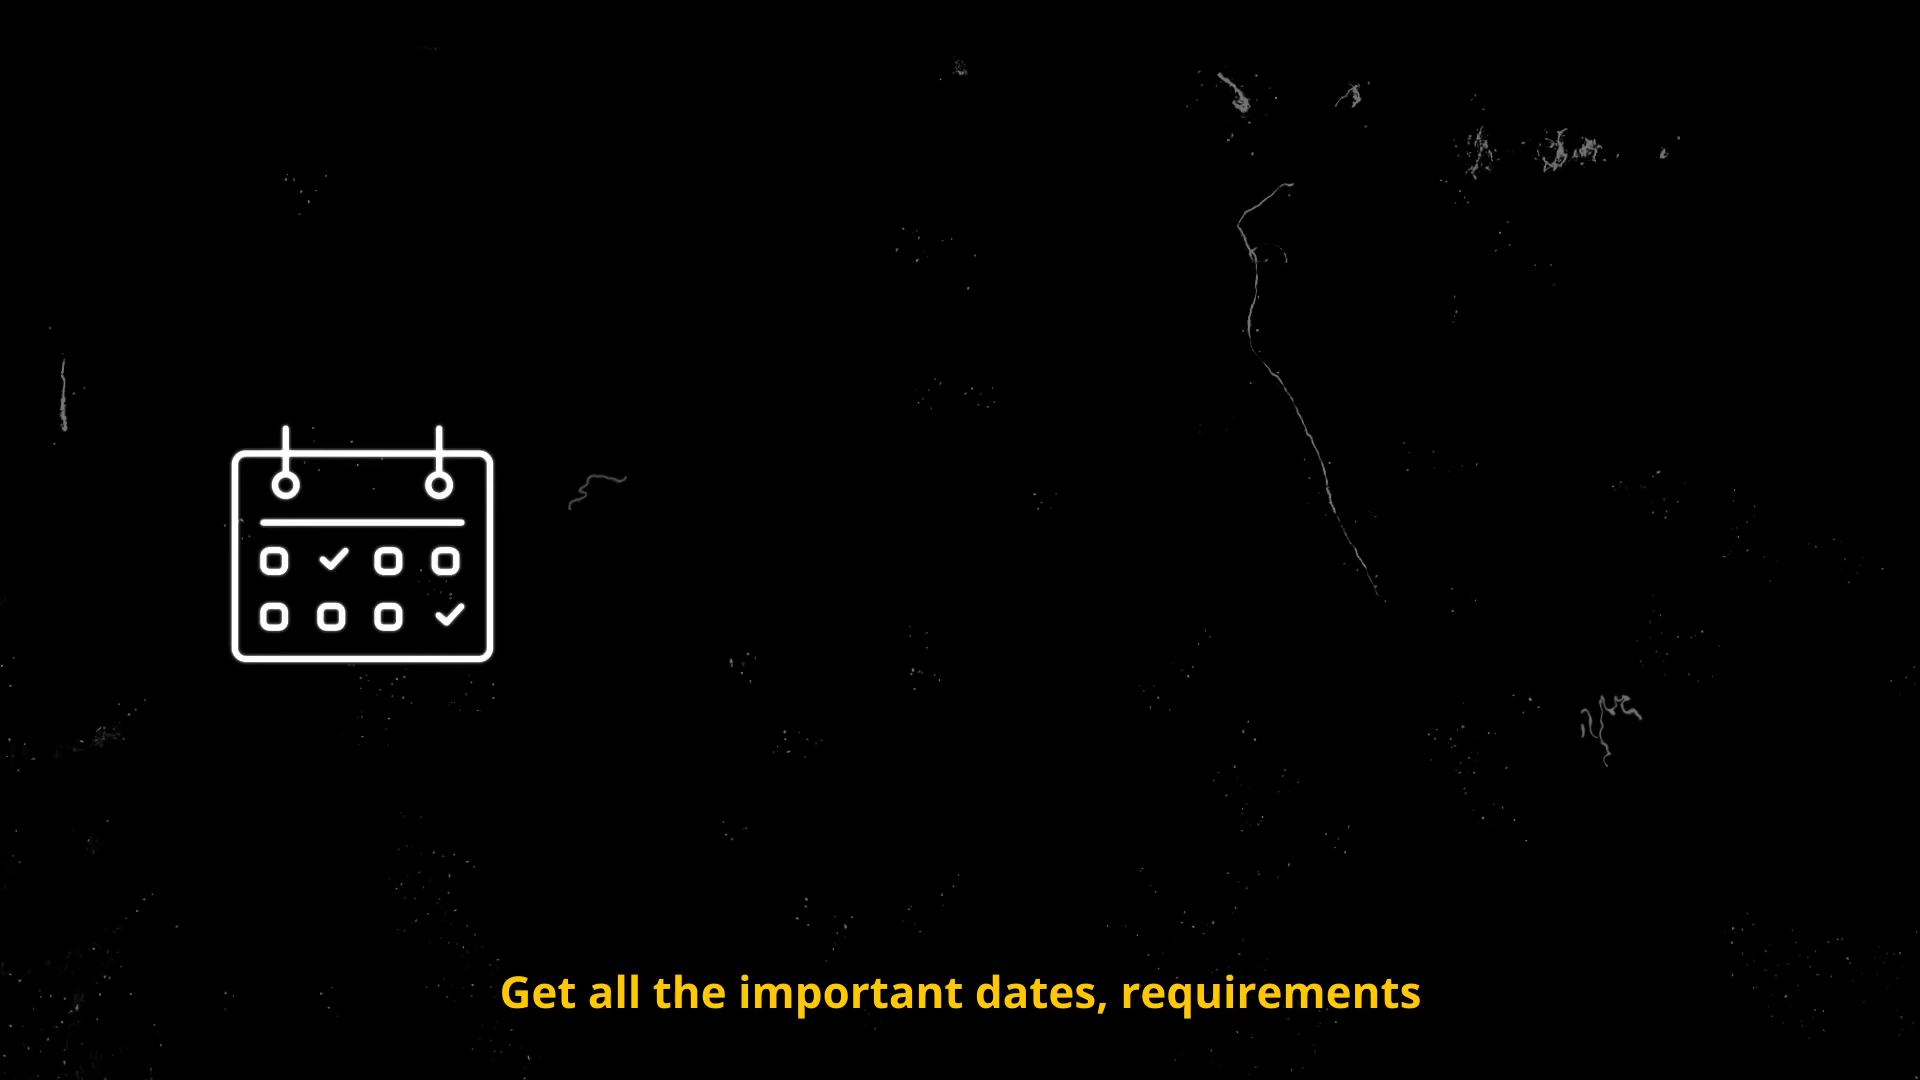 Get all the important dates, requirements